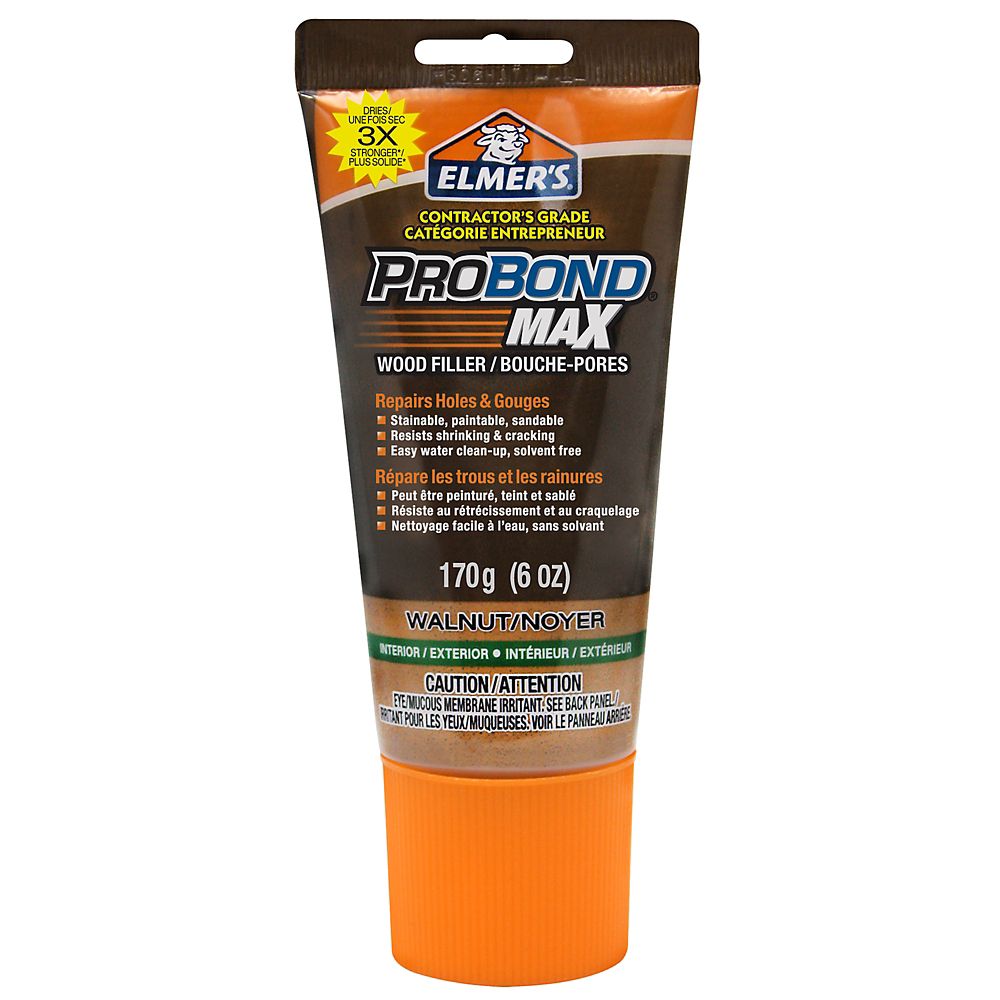 DRIES/
UNE FOIS SEC
3X
STRONGER*/
PLUS SOLIDE*
ELMER'S®
CONTRACTOR'S GRADE
CATÉGORIE ENTREPRENEUR
PROBOND®
MAX
WOOD FILLER / BOUCHE-PORES
Repairs Holes & Gouges
Stainable, paintable, sandable
Resists shrinking & cracking
Easy water clean-up, solvent free
Répare les trous et les rainures
Peut être peinturé, teint et sablé
Résiste au rétrécissement et au craquelage
Nettoyage facile à l'eau, sans solvant
170g (6 OZ)
WALNUT/NOYER
INTERIOR / EXTERIOR • INTÉRIEUR / EXTÉRIEUR
CAUTION/ATTENTION
EYE/MUCOUS MEMBRANE IRRITANT. SEE BACK PANEL./
IRRITANT POUR LES YEUX/MUQUEUSES. VOIR LE PANNEAU ARRIÈRE.